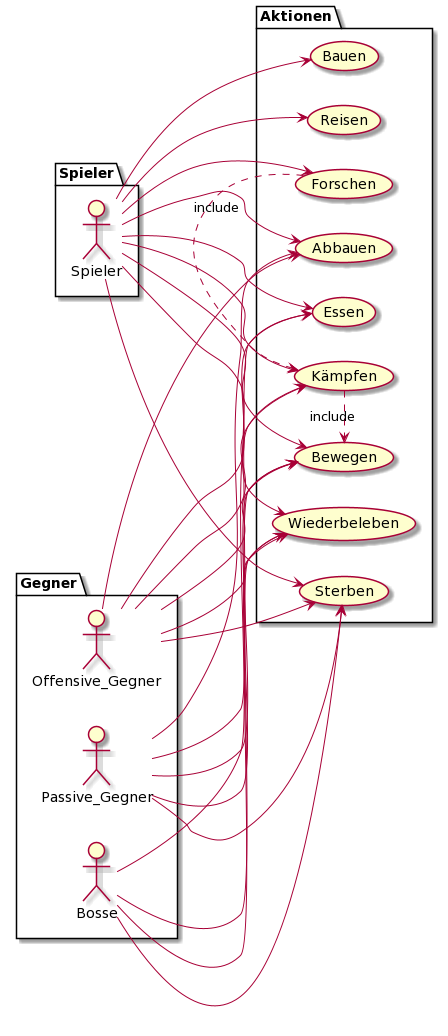 Aktionen
Bauen
Reisen
Spieler
Forschen
include
Spieler
Abbauen
Essen
Kämpfen
include
Bewegen
Wiederbeleben
Gegner
Sterben
Offensive_Gegner
Passive_Gegner
Bosse